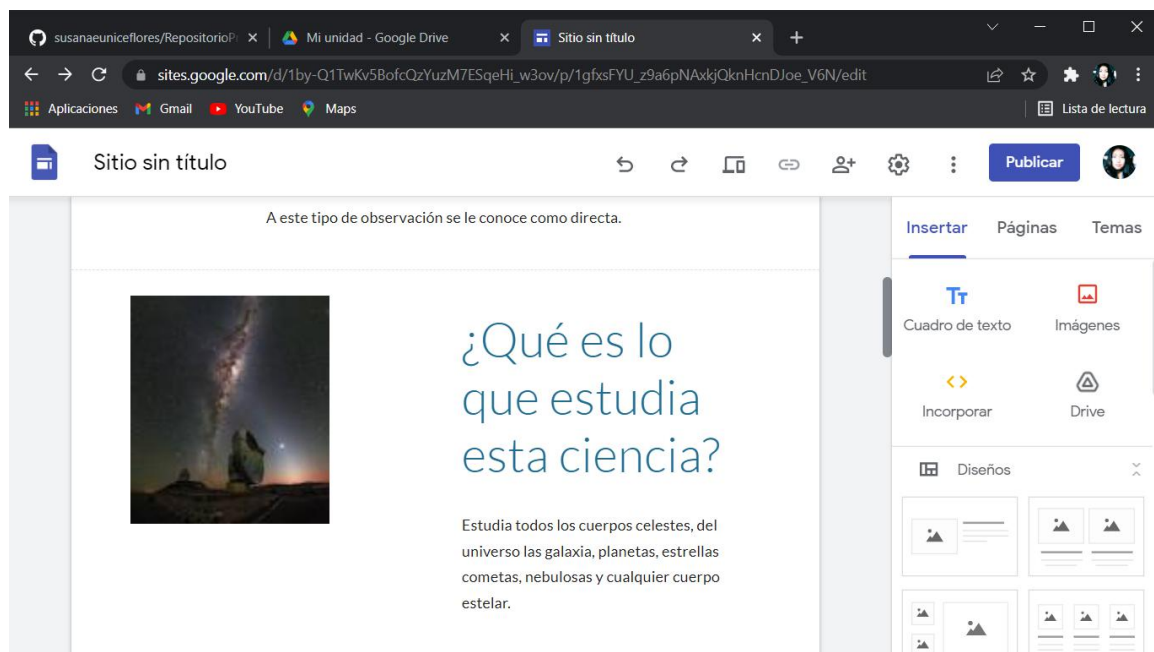 susanaeuniceflores/RepositorioPr
Mi unidad - Google Drive
Sitio sin título
sites.google.com/d/1by-Q1TwKv5BofcQzYuzM7ESqeHi_w3ov/p/1gfxsFYU_z9a6pNAxkjQknHcnDJoe_V6N/edit
Aplicaciones
Gmail
YouTube
Maps
Lista de lectura
Sitio sin título
Publicar
A este tipo de observación se le conoce como directa.
¿Qué es lo
que estudia
esta ciencia?
Estudia todos los cuerpos celestes, del
universo las galaxia, planetas, estrellas
cometas, nebulosas y cualquier cuerpo
estelar.
Insertar
Páginas
Temas
Cuadro de texto
Imágenes
Incorporar
Drive
Diseños